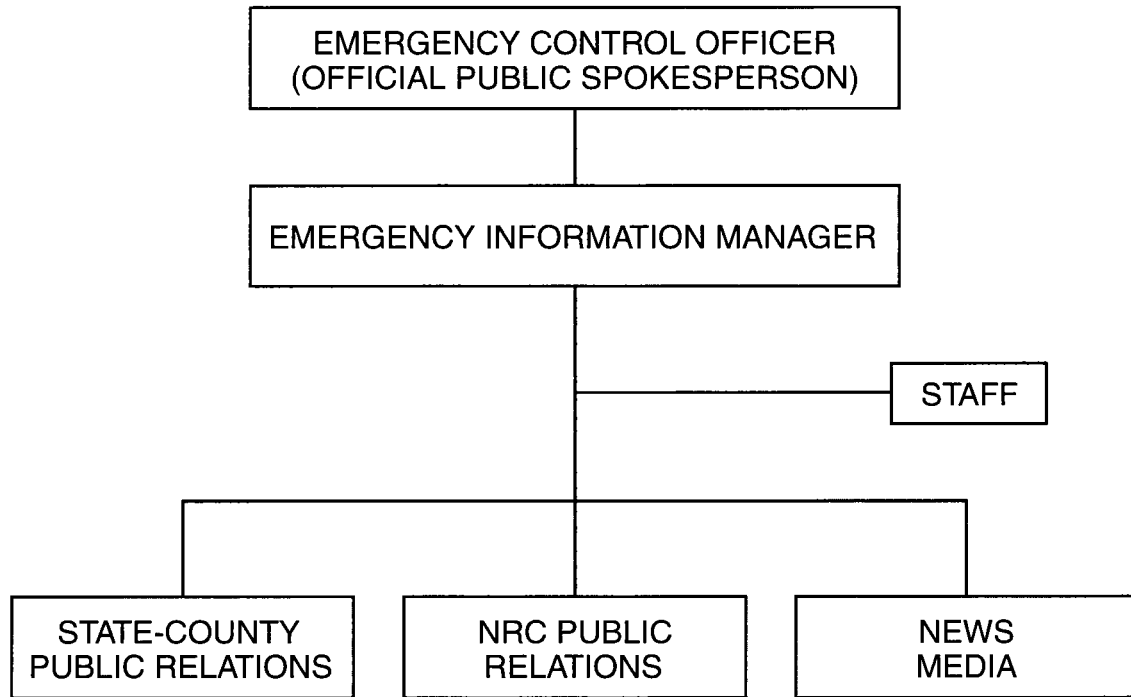 EMERGENCY CONTROL OFFICER
(OFFICIAL PUBLIC SPOKESPERSON)
EMERGENCY INFORMATION MANAGER
STAFF
STATE-COUNTY
PUBLIC RELATIONS
NRC PUBLIC
RELATIONS
NEWS
MEDIA